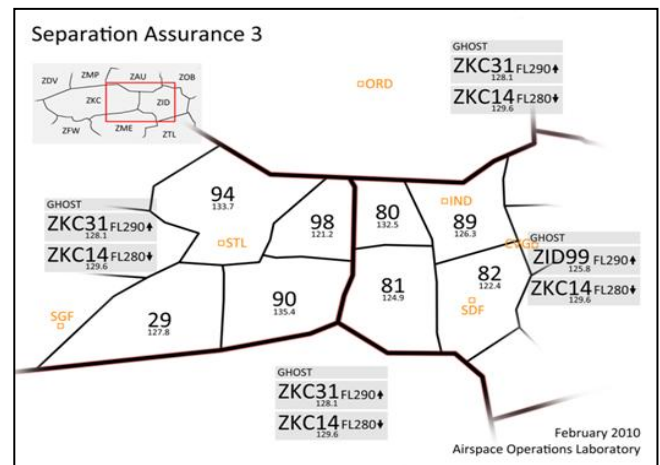 Separation Assurance 3
ZDV
ZMP
ZAU
ZOB
ZKC
ZID
ZFW
ZME
ZTL
ORD
GHOST
ZKC31 FL290⬆
128.1
ZKC14 FL280⬇
129.6
94
133.7
98
121.2
80
132.5
IND
89
126.3
GHOST
ZKC31 FL290⬆
128.1
ZKC14 FL280⬇
129.6
STL
CVG
GHOST
ZID99 FL290⬆
125.8
ZKC14 FL280⬇
129.6
90
135.4
81
124.9
82
122.4
SDF
SGF
29
127.8
GHOST
ZKC31 FL290⬆
128.1
ZKC14 FL280⬇
129.6
February 2010
Airspace Operations Laboratory